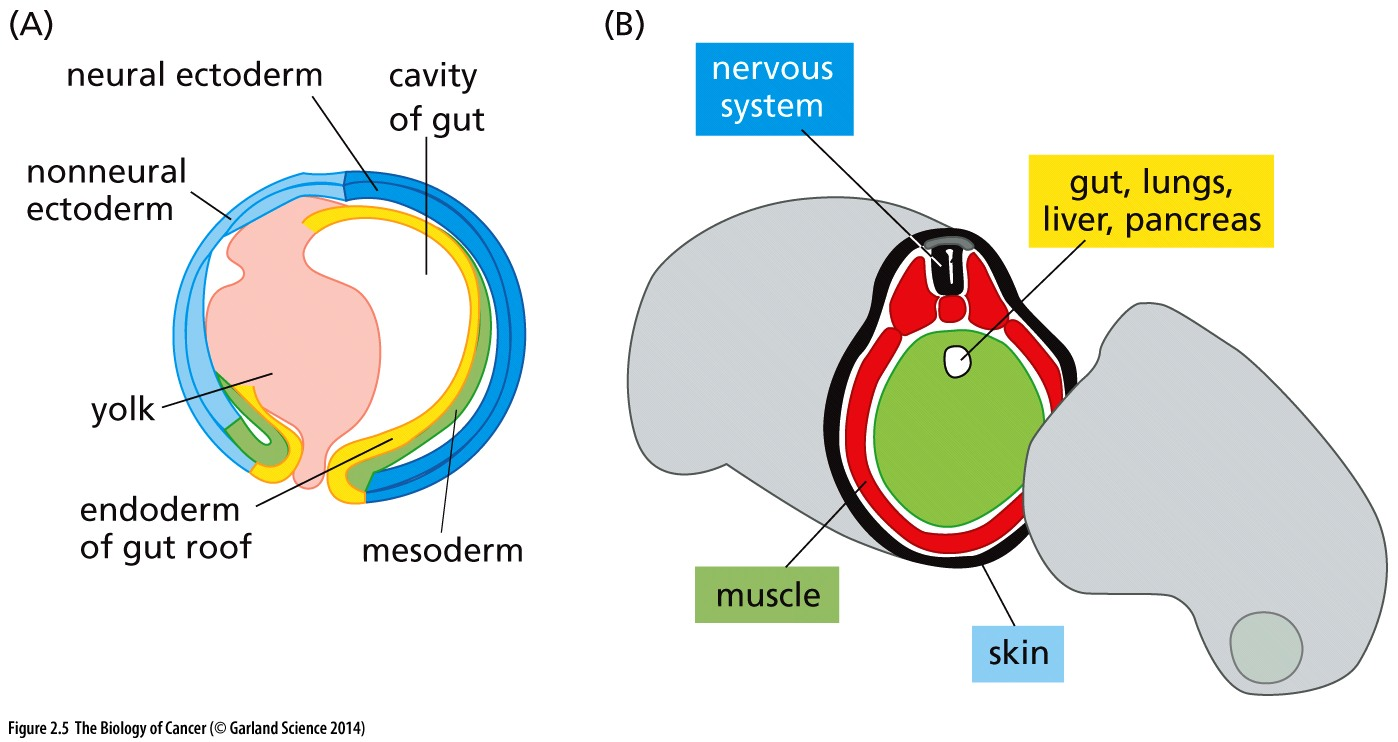 (A)
neural ectoderm
cavity
of gut
nonneural
ectoderm
yolk
endoderm
of gut roof
mesoderm
(B)
nervous
system
gut, lungs,
liver, pancreas
muscle
skin
Figure 2.5 The Biology of Cancer (© Garland Science 2014)